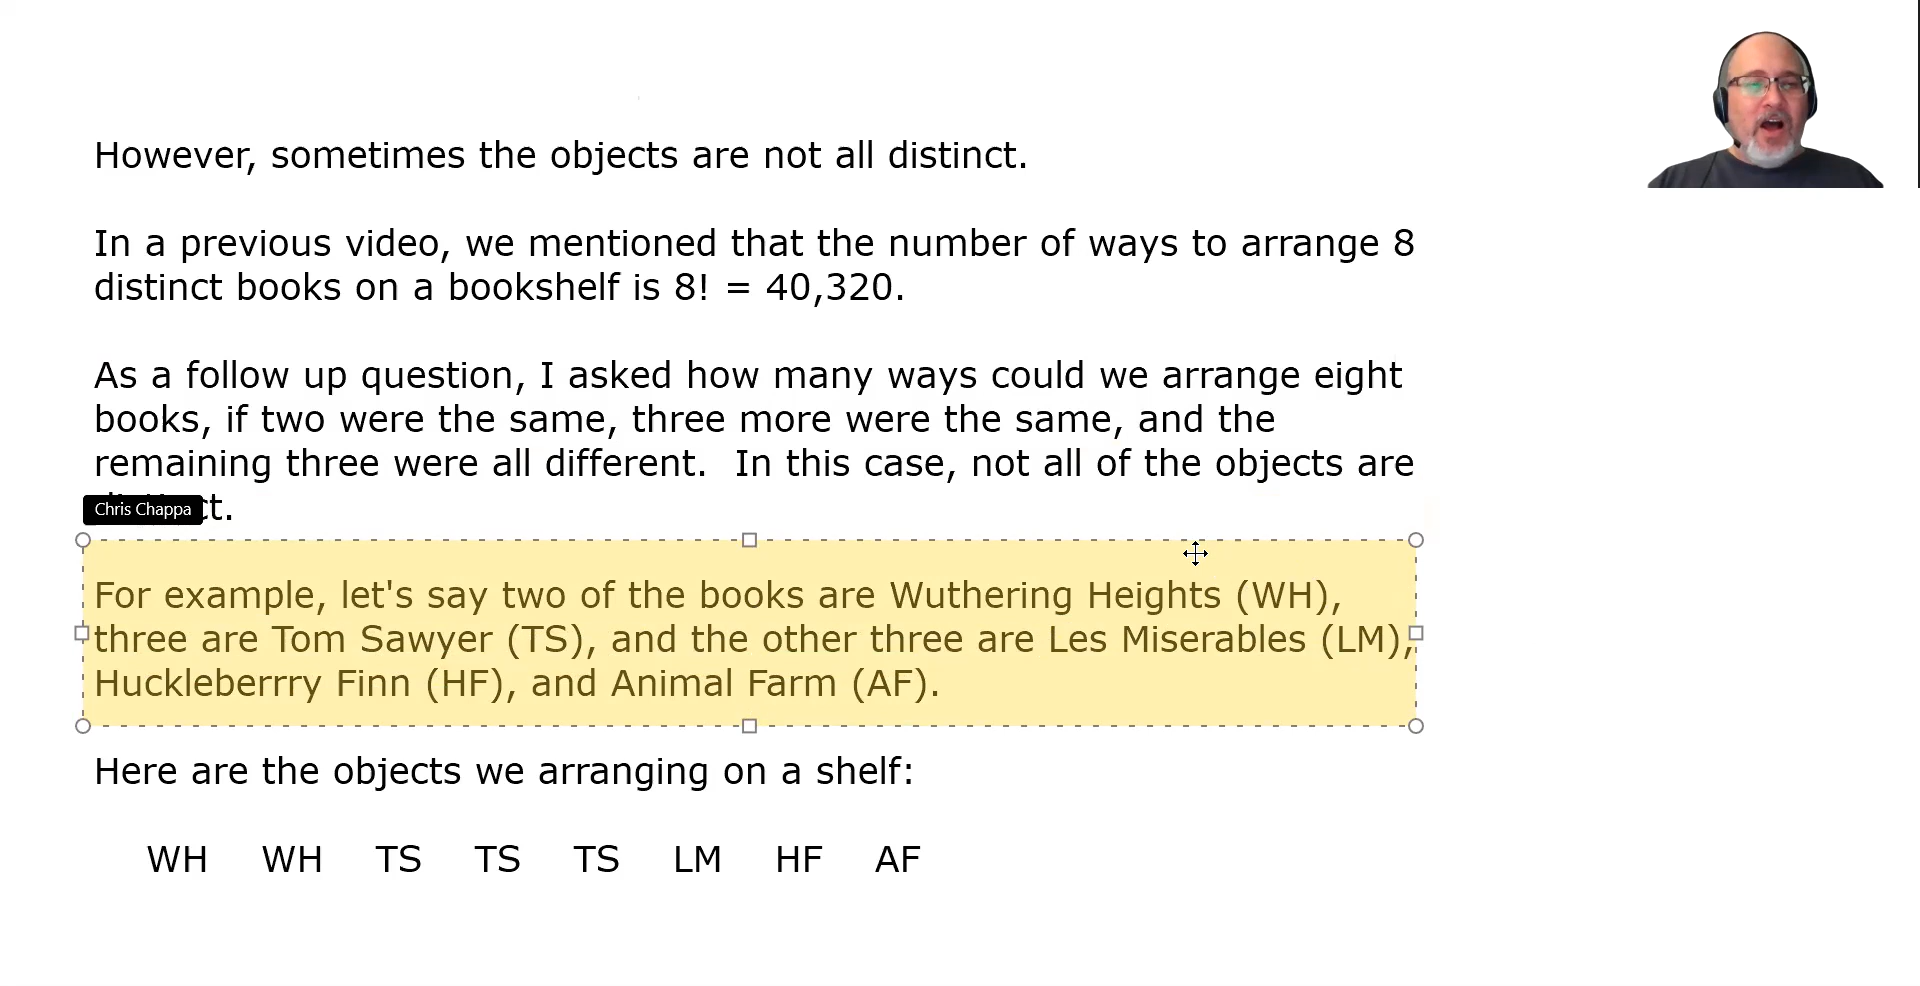 However, sometimes the objects are not all distinct.
In a previous video, we mentioned that the number of ways to arrange 8
distinct books on a bookshelf is 8! = 40,320.
As a follow up question, I asked how many ways could we arrange eight
books, if two were the same, three more were the same, and the
remaining three were all different.  In this case, not all of the objects are
ct.
Chris Chappa
For example, let's say two of the books are Wuthering Heights (WH),
three are Tom Sawyer (TS), and the other three are Les Miserables (LM),
Huckleberrry Finn (HF), and Animal Farm (AF).
Here are the objects we arranging on a shelf:
WH WH TS TS TS LM HF AF